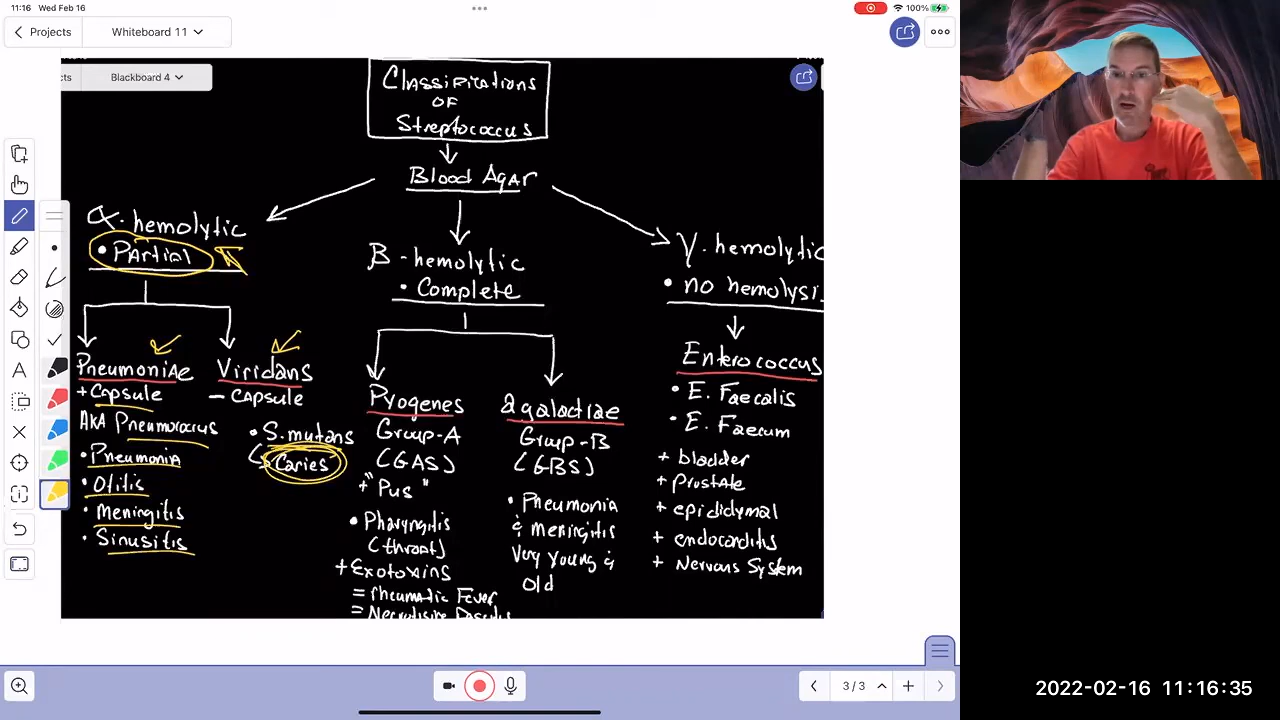 11:16 Wed Feb 16
100%
Projects
Whiteboard 11
cts
Blackboard 4
Classifications
OF
Streptococcus
Blood Agar
α-hemolytic
• Partial
β-hemolytic
• Complete
γ-hemolytic
• no hemolysi
Pneumoniae
+ Capsule
AKA Pneumococcus
• Pneumonia
• Otitis
• Meningitis
• Sinusitis
Viridans
- CAPSULE
• S. mutans
Caries
Pyogenes
Group-A
(GAS)
+ "Pus"
• Pharyngitis
(throat)
+ Exotoxins
= Rheumatic Fever
= Necrotising
agalactiae
Group-B
(GBS)
• Pneumonia
& meningitis
Very young &
Old
Enterococcus
• E. Faecalis
• E. Faecum
+ bladder
+ Prostate
+ epididymal
+ endocarditis
+ Nervous System
3/3
2022-02-16 11:16:35